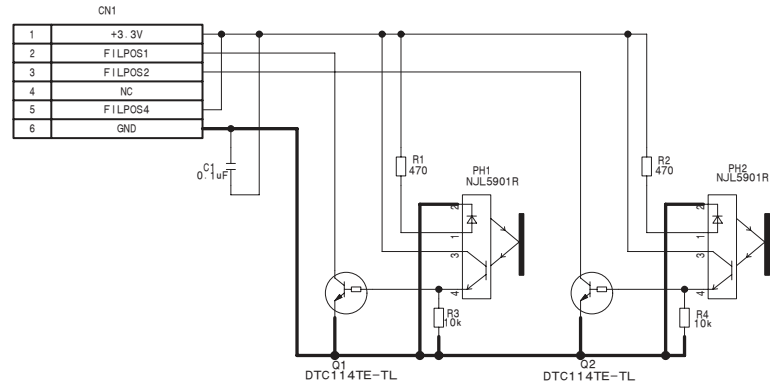 CN1
1 +3.3V
2 FILPOS1
3 FILPOS2
4 NC
5 FILPOS4
6 GND
C1
0.1uF
R1
470
PH1
NJL5901R
2
1
3
4
R3
10k
Q1
DTC114TE-TL
R2
470
PH2
NJL5901R
2
1
3
4
R4
10k
Q2
DTC114TE-TL